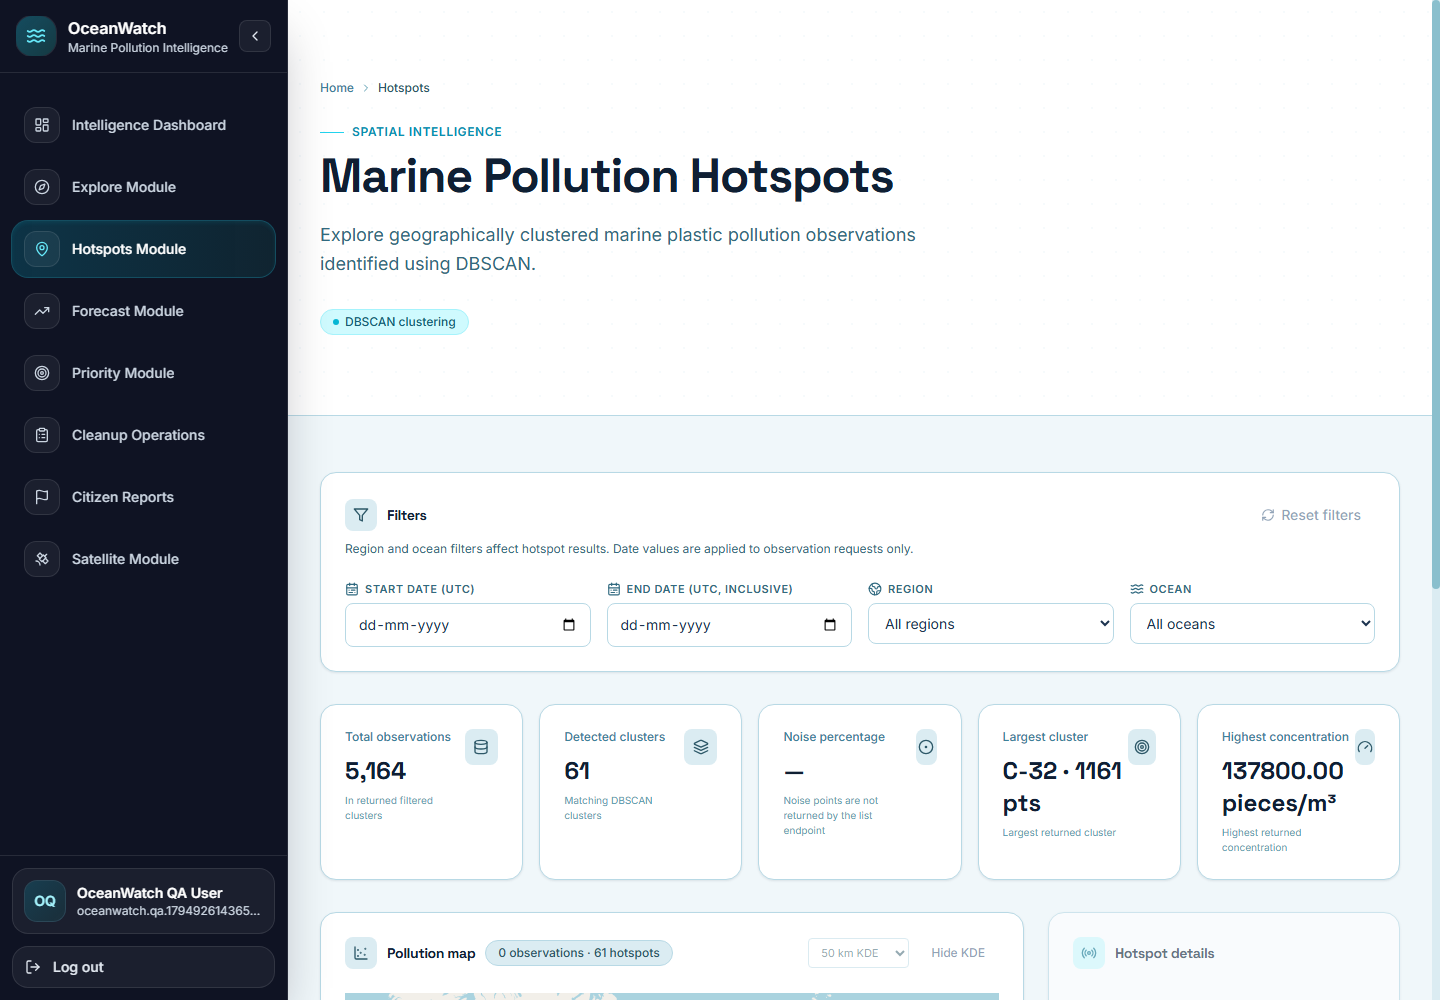 OceanWatch
Marine Pollution Intelligence
Intelligence Dashboard
Explore Module
Hotspots Module
Forecast Module
Priority Module
Cleanup Operations
Citizen Reports
Satellite Module
OQ
OceanWatch QA User
oceanwatch.qa.179492614365...
Log out
Home
Hotspots
SPATIAL INTELLIGENCE
Marine Pollution Hotspots
Explore geographically clustered marine plastic pollution observations
identified using DBSCAN.
DBSCAN clustering
Filters
Reset filters
Region and ocean filters affect hotspot results. Date values are applied to observation requests only.
START DATE (UTC)
dd-mm-yyyy
END DATE (UTC, INCLUSIVE)
dd-mm-yyyy
REGION
All regions
OCEAN
All oceans
Total observations
5,164
In returned filtered
clusters
Detected clusters
61
Matching DBSCAN
clusters
Noise percentage
—
Noise points are not
returned by the list
endpoint
Largest cluster
C-32 · 1161
pts
Largest returned cluster
Highest concentration
137800.00
pieces/m³
Highest returned
concentration
Pollution map
0 observations · 61 hotspots
50 km KDE
Hide KDE
Hotspot details